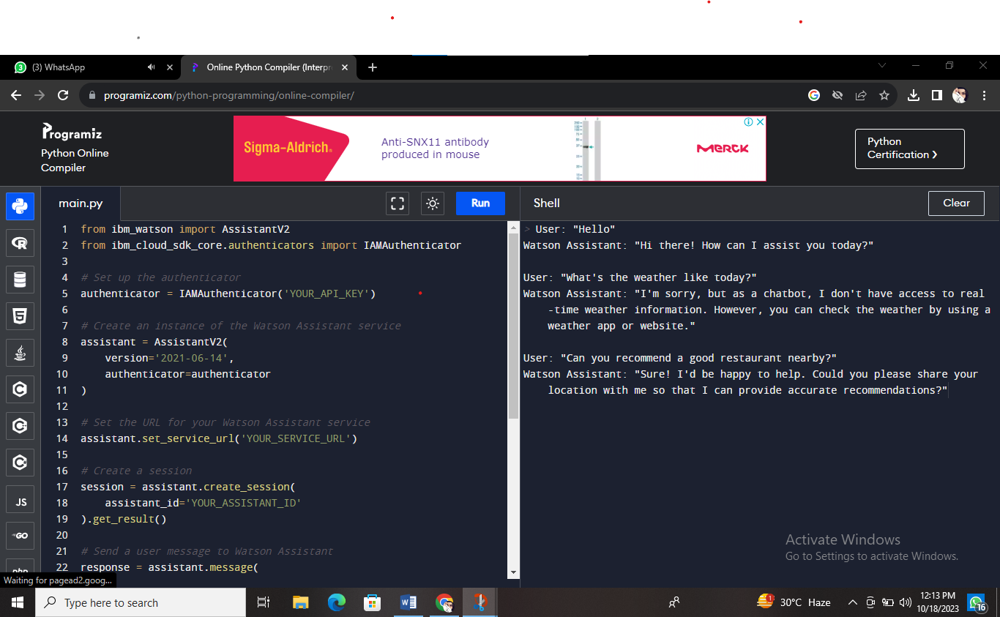 (3) WhatsApp
Online Python Compiler (Interpr
programiz.com/python-programming/online-compiler/
Programiz
Python Online
Compiler
Sigma-Aldrich.
Anti-SNX11 antibody
produced in mouse
MERCK
Python
Certification
main.py
Run
Shell
Clear
1 from ibm_watson import AssistantV2
2 from ibm_cloud_sdk_core.authenticators import IAMAuthenticator
3
4 # Set up the authenticator
5 authenticator = IAMAuthenticator('YOUR_API_KEY')
6
7 # Create an instance of the Watson Assistant service
8 assistant = AssistantV2(
9 version='2021-06-14',
10 authenticator=authenticator
11 )
12
13 # Set the URL for your Watson Assistant service
14 assistant.set_service_url('YOUR_SERVICE_URL')
15
16 # Create a session
17 session = assistant.create_session(
18 assistant_id='YOUR_ASSISTANT_ID'
19 ).get_result()
20
21 # Send a user message to Watson Assistant
22 response = assistant.message(
> User: "Hello"
Watson Assistant: "Hi there! How can I assist you today?"
User: "What's the weather like today?"
Watson Assistant: "I'm sorry, but as a chatbot, I don't have access to real
-time weather information. However, you can check the weather by using a
weather app or website."
User: "Can you recommend a good restaurant nearby?"
Watson Assistant: "Sure! I'd be happy to help. Could you please share your
location with me so that I can provide accurate recommendations?"
JS
GO
php
Activate Windows
Go to Settings to activate Windows.
Waiting for pagead2.goog...
Type here to search
30°C Haze
12:13 PM
10/18/2023
16